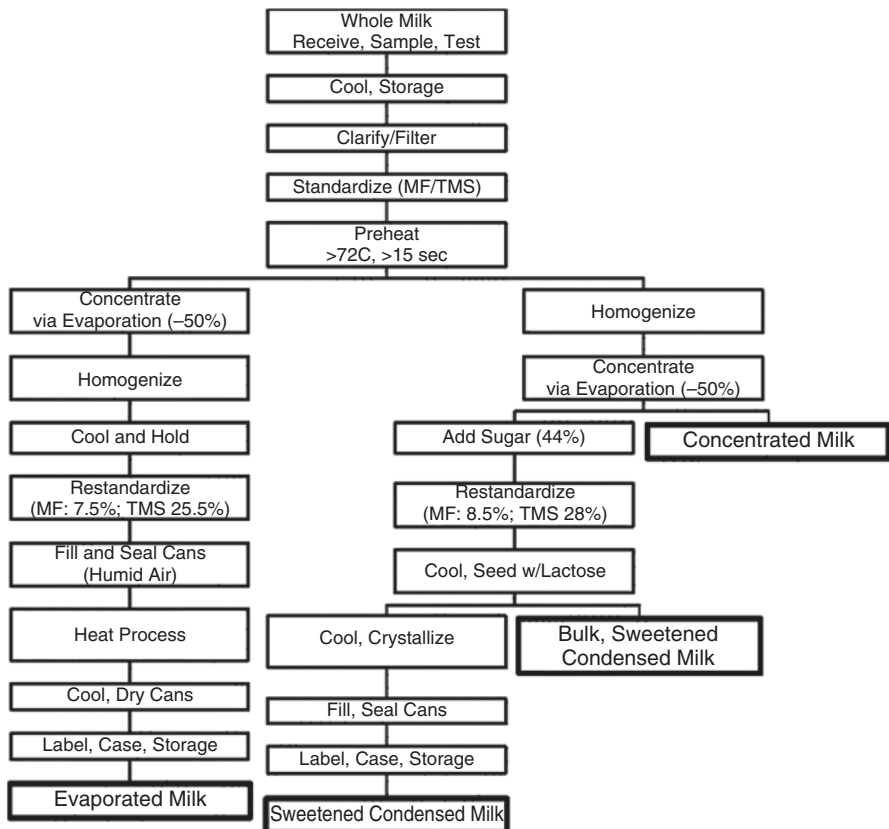 Whole Milk
Receive, Sample, Test
Cool, Storage
Clarify/Filter
Standardize (MF/TMS)
Preheat
>72C, >15 sec
Concentrate
via Evaporation (–50%)
Homogenize
Cool and Hold
Restandardize
(MF: 7.5%; TMS 25.5%)
Fill and Seal Cans
(Humid Air)
Heat Process
Cool, Dry Cans
Label, Case, Storage
Evaporated Milk
Homogenize
Concentrate
via Evaporation (–50%)
Add Sugar (44%)
Concentrated Milk
Restandardize
(MF: 8.5%; TMS 28%)
Cool, Seed w/Lactose
Cool, Crystallize
Bulk, Sweetened
Condensed Milk
Fill, Seal Cans
Label, Case, Storage
Sweetened Condensed Milk